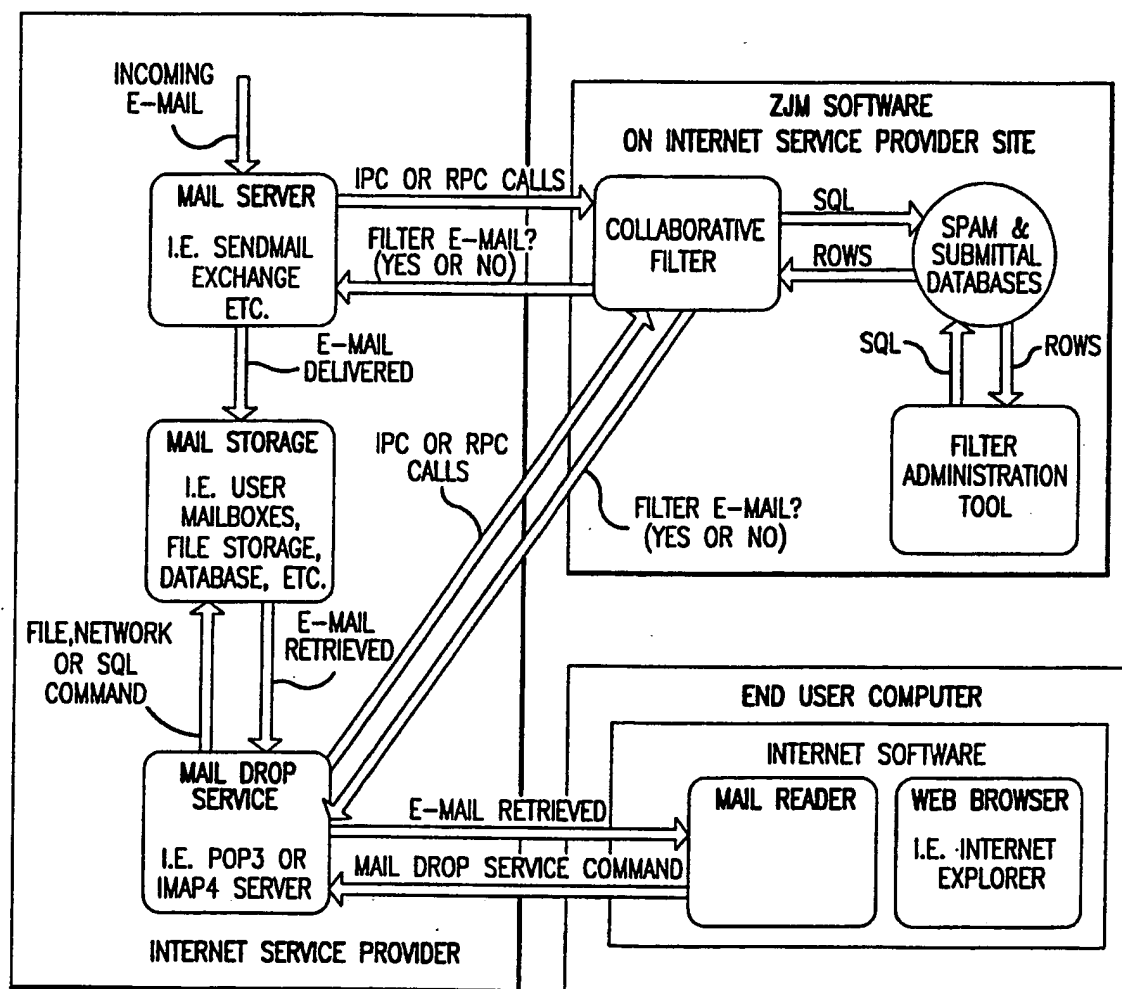 INCOMING
E-MAIL
MAIL SERVER
I.E. SENDMAIL
EXCHANGE
ETC.
IPC OR RPC CALLS
FILTER E-MAIL?
(YES OR NO)
E-MAIL
DELIVERED
MAIL STORAGE
I.E. USER
MAILBOXES,
FILE STORAGE,
DATABASE, ETC.
FILE,NETWORK
OR SQL
COMMAND
E-MAIL
RETRIEVED
MAIL DROP
SERVICE
I.E. POP3 OR
IMAP4 SERVER
INTERNET SERVICE PROVIDER
ZJM SOFTWARE
ON INTERNET SERVICE PROVIDER SITE
COLLABORATIVE
FILTER
SQL
ROWS
SPAM &
SUBMITTAL
DATABASES
SQL
ROWS
FILTER
ADMINISTRATION
TOOL
IPC OR RPC
CALLS
FILTER E-MAIL?
(YES OR NO)
END USER COMPUTER
INTERNET SOFTWARE
MAIL READER
WEB BROWSER
I.E. INTERNET
EXPLORER
E-MAIL RETRIEVED
MAIL DROP SERVICE COMMAND